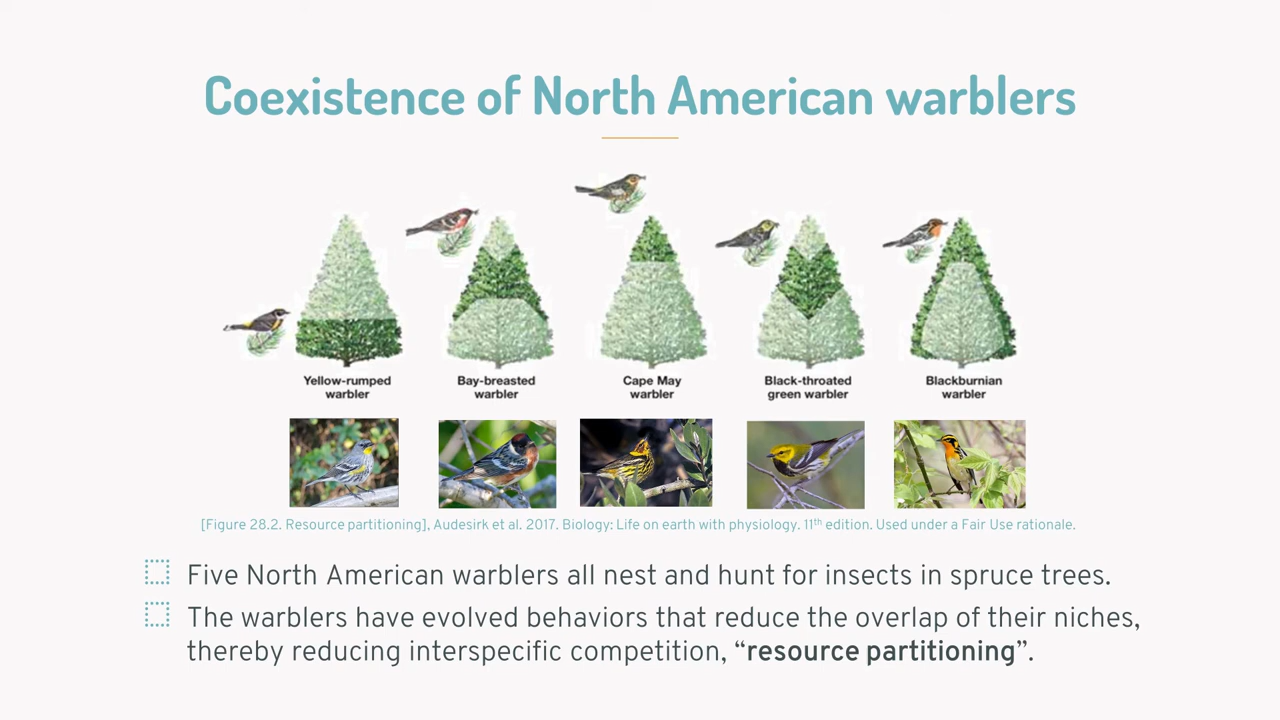 Coexistence of North American warblers
Yellow-rumped warbler
Bay-breasted warbler
Cape May warbler
Black-throated green warbler
Blackburnian warbler
[Figure 28.2. Resource partitioning], Audesirk et al. 2017. Biology: Life on earth with physiology. 11th edition. Used under a Fair Use rationale.
Five North American warblers all nest and hunt for insects in spruce trees.
The warblers have evolved behaviors that reduce the overlap of their niches,
thereby reducing interspecific competition, “resource partitioning”.